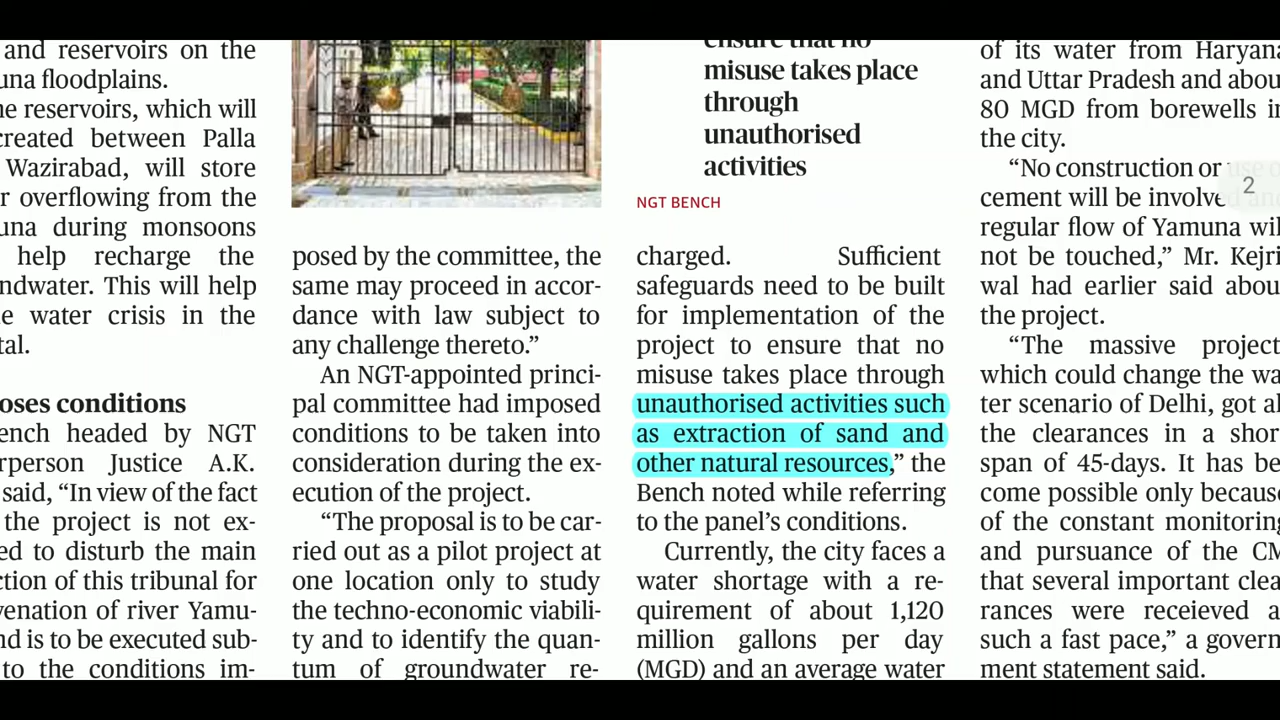 and reservoirs on the
una floodplains.
ne reservoirs, which will
created between Palla
Wazirabad, will store
r overflowing from the
una during monsoons
help recharge the
ndwater. This will help
e water crisis in the
tal.
oses conditions
ench headed by NGT
rperson Justice A.K.
said, “In view of the fact
the project is not ex-
ed to disturb the main
ction of this tribunal for
venation of river Yamu-
nd is to be executed sub-
to the conditions im-
posed by the committee, the
same may proceed in accor-
dance with law subject to
any challenge thereto.”
An NGT-appointed princi-
pal committee had imposed
conditions to be taken into
consideration during the ex-
ecution of the project.
“The proposal is to be car-
ried out as a pilot project at
one location only to study
the techno-economic viabili-
ty and to identify the quan-
tum of groundwater re-
ensure that no
misuse takes place
through
unauthorised
activities
NGT BENCH
charged. Sufficient
safeguards need to be built
for implementation of the
project to ensure that no
misuse takes place through
unauthorised activities such
as extraction of sand and
other natural resources,” the
Bench noted while referring
to the panel’s conditions.
Currently, the city faces a
water shortage with a re-
quirement of about 1,120
million gallons per day
(MGD) and an average water
of its water from Haryana
and Uttar Pradesh and abou
80 MGD from borewells in
the city.
“No construction or use o
cement will be involved and
regular flow of Yamuna wil
not be touched,” Mr. Kejri
wal had earlier said abou
the project.
“The massive project
which could change the wa
ter scenario of Delhi, got al
the clearances in a shor
span of 45-days. It has be
come possible only because
of the constant monitoring
and pursuance of the CM
that several important clea
rances were receieved a
such a fast pace,” a govern
ment statement said.
2